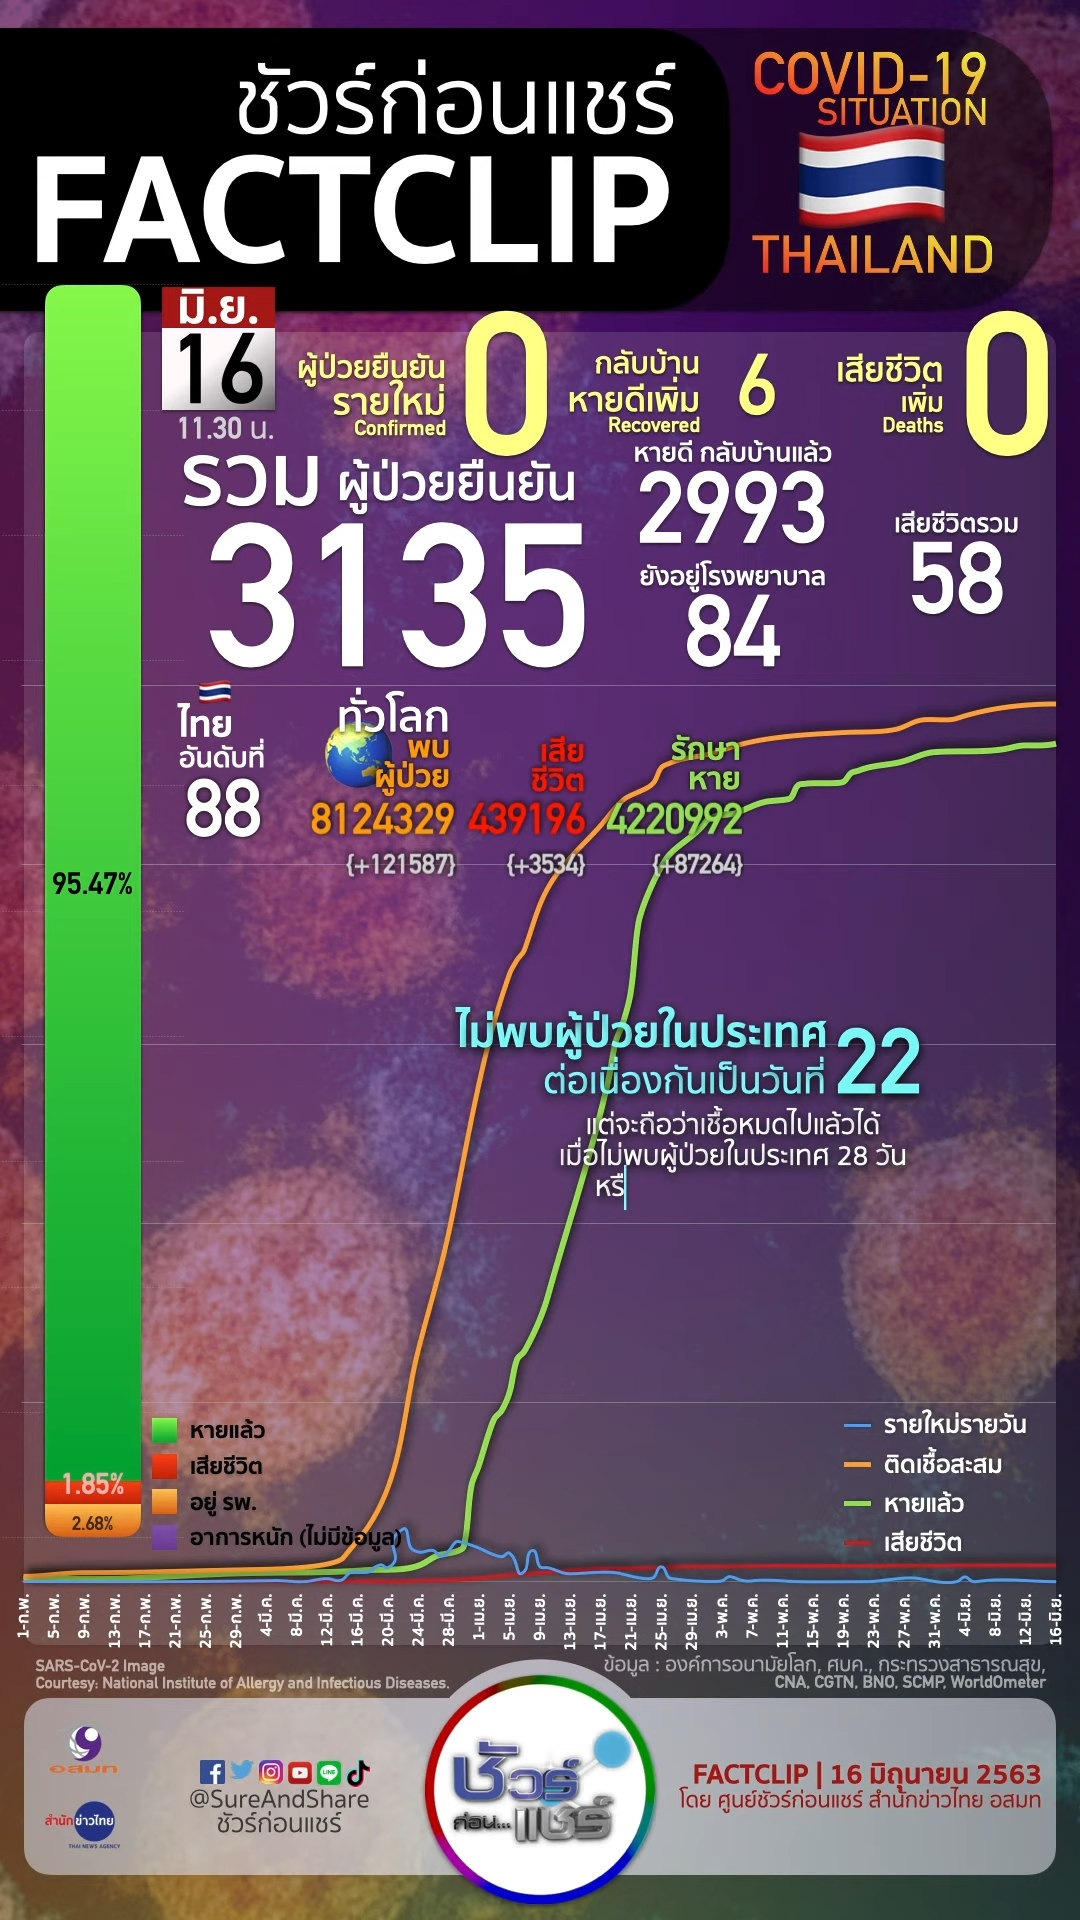 ชัวร์ก่อนแชร์
FACTCLIP
COVID-19
SITUATION
THAILAND
มิ.ย.
16
11.30 น.
ผู้ป่วยยืนยัน
รายใหม่
Confirmed
0
กลับบ้าน
หายดีเพิ่ม
Recovered
6
เสียชีวิต
เพิ่ม
Deaths
0
รวม ผู้ป่วยยืนยัน
3135
หายดี กลับบ้านแล้ว
2993
ยังอยู่โรงพยาบาล
84
เสียชีวิตรวม
58
ไทย
อันดับที่
88
ทั่วโลก
พบ
ผู้ป่วย
8124329
{+121587}
เสีย
ชีวิต
439196
{+3534}
รักษา
หาย
4220992
{+87264}
95.47%
1.85%
2.68%
ไม่พบผู้ป่วยในประเทศ
ต่อเนื่องกันเป็นวันที่ 22
แต่จะถือว่าเชื้อหมดไปแล้วได้
เมื่อไม่พบผู้ป่วยในประเทศ 28 วัน
หรื
หายแล้ว
เสียชีวิต
อยู่ รพ.
อาการหนัก (ไม่มีข้อมูล)
รายใหม่รายวัน
ติดเชื้อสะสม
หายแล้ว
เสียชีวิต
1-ก.พ. 5-ก.พ. 9-ก.พ. 13-ก.พ. 17-ก.พ. 21-ก.พ. 25-ก.พ. 29-ก.พ. 4-มี.ค. 8-มี.ค. 12-มี.ค. 16-มี.ค. 20-มี.ค. 24-มี.ค. 28-มี.ค. 1-เม.ย. 5-เม.ย. 9-เม.ย. 13-เม.ย. 17-เม.ย. 21-เม.ย. 25-เม.ย. 29-เม.ย. 3-พ.ค. 7-พ.ค. 11-พ.ค. 15-พ.ค. 19-พ.ค. 23-พ.ค. 27-พ.ค. 31-พ.ค. 4-มิ.ย. 8-มิ.ย. 12-มิ.ย. 16-มิ.ย.
SARS-CoV-2 Image
Courtesy: National Institute of Allergy and Infectious Diseases.
ข้อมูล : องค์การอนามัยโลก, ศบค., กระทรวงสาธารณสุข,
CNA, CGTN, BNO, SCMP, WorldOmeter
อสมท
สำนักข่าวไทย
THAI NEWS AGENCY
@SureAndShare
ชัวร์ก่อนแชร์
ชัวร์
ก่อน... แชร์
FACTCLIP | 16 มิถุนายน 2563
โดย ศูนย์ชัวร์ก่อนแชร์ สำนักข่าวไทย อสมท